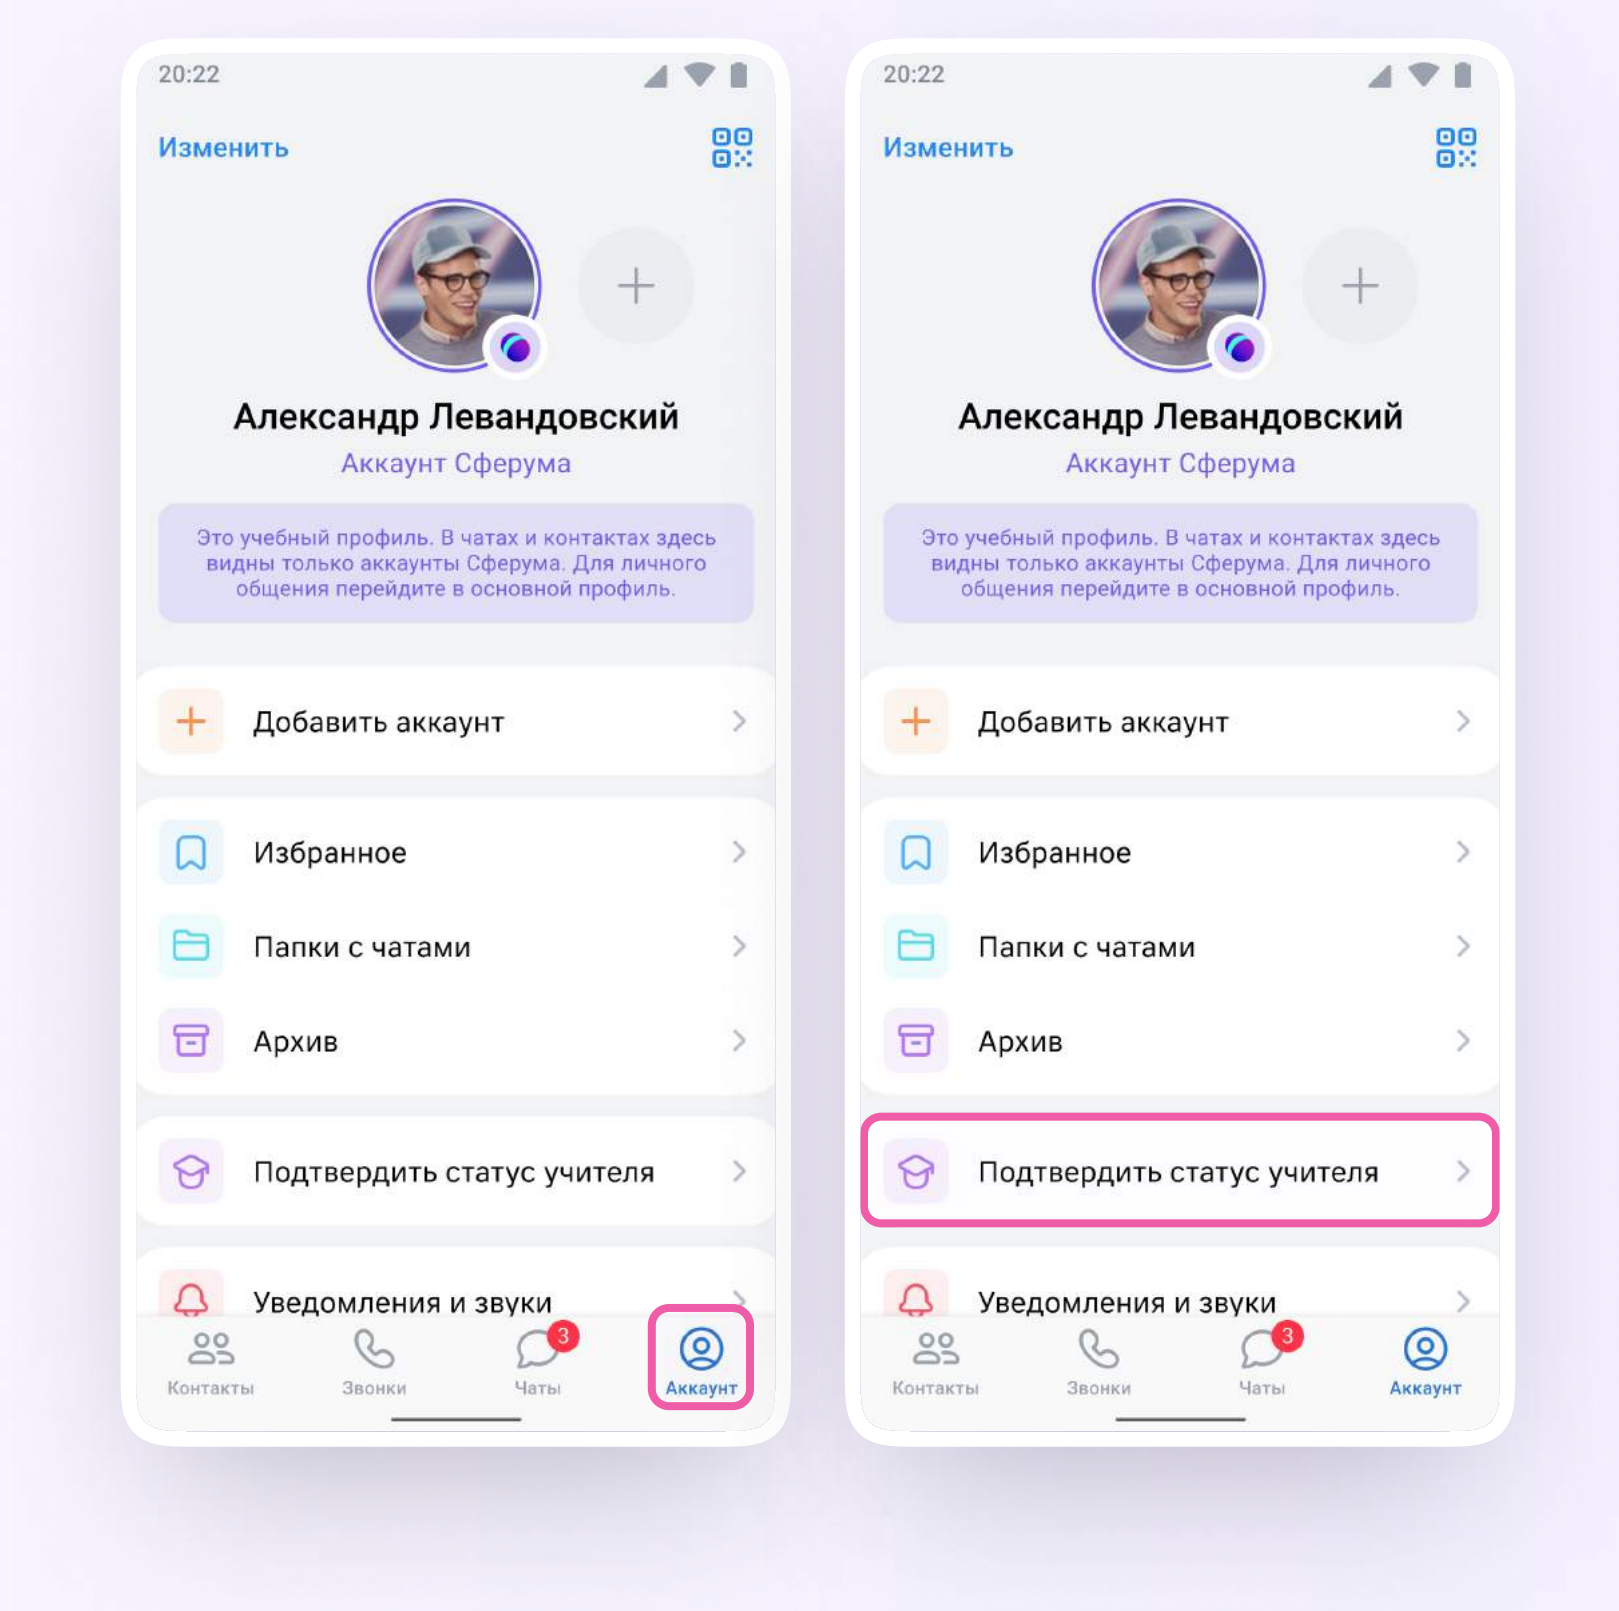 20:22
Изменить
Александр Левандовский
Аккаунт Сферума
Это учебный профиль. В чатах и контактах здесь
видны только аккаунты Сферума. Для личного
общения перейдите в основной профиль.
Добавить аккаунт
Избранное
Папки с чатами
Архив
Подтвердить статус учителя
Уведомления и звуки
3
Контакты
Звонки
Чаты
Аккаунт
20:22
Изменить
Александр Левандовский
Аккаунт Сферума
Это учебный профиль. В чатах и контактах здесь
видны только аккаунты Сферума. Для личного
общения перейдите в основной профиль.
Добавить аккаунт
Избранное
Папки с чатами
Архив
Подтвердить статус учителя
Уведомления и звуки
3
Контакты
Звонки
Чаты
Аккаунт